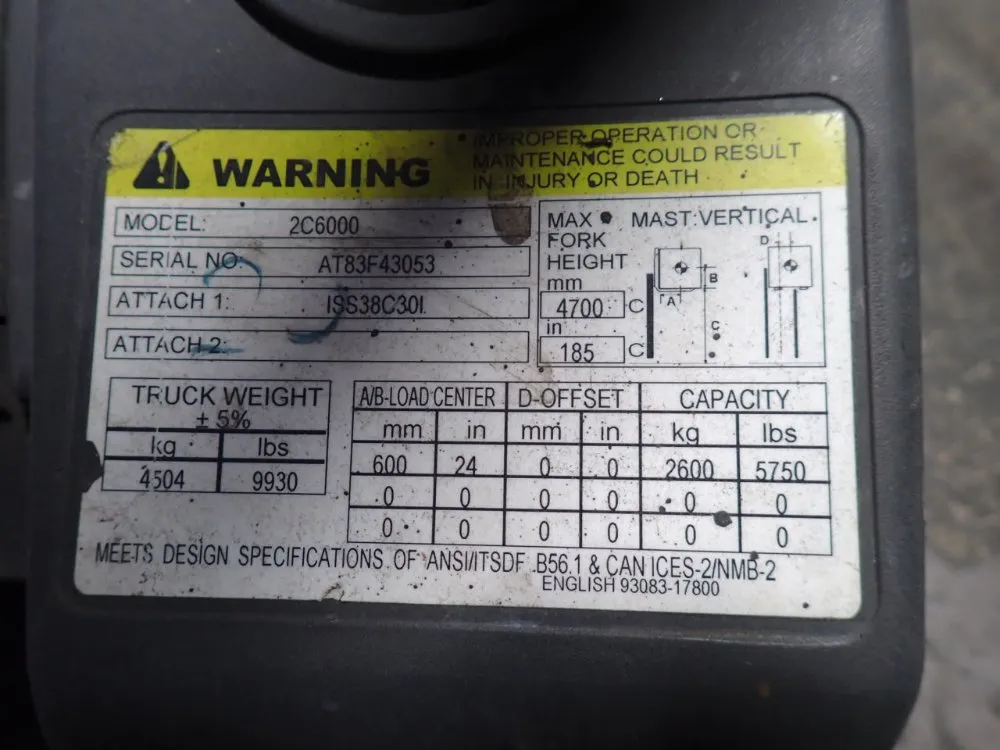 WARNING
IMPROPER OPERATION OR
MAINTENANCE COULD RESULT
IN INJURY OR DEATH
MODEL: 2C6000
SERIAL NO: AT83F43053
ATTACH 1: ISS38C30I
ATTACH 2:
MAX MAST:VERTICAL
FORK
HEIGHT
mm
4700 C
in
185 C
D
B
A
C
TRUCK WEIGHT
± 5%
kg lbs
4504 9930
A/B-LOAD CENTER D-OFFSET CAPACITY
mm in mm in kg lbs
600 24 0 0 2600 5750
0 0 0 0 0 0
0 0 0 0 0 0
MEETS DESIGN SPECIFICATIONS OF ANSI/ITSDF B56.1 & CAN ICES-2/NMB-2
ENGLISH 93083-17800